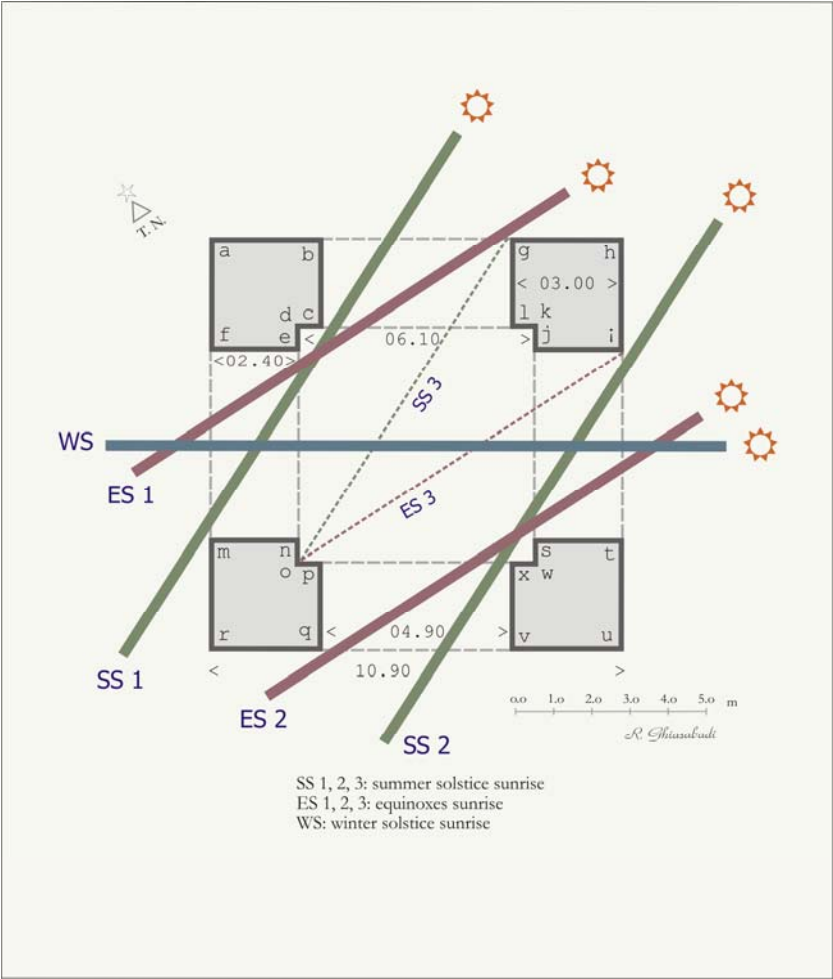 T. N.
a
b
g
h
< 03.00 >
d c
l k
f
e
j
i
< 06.10 >
<02.40>
SS 3
WS
ES 1
ES 3
m
n
s
t
o p
x w
r
q
< 04.90 >
v
u
SS 1
< 10.90 >
0.0 1.0 2.0 3.0 4.0 5.0 m
ES 2
R. Ghiasabadi
SS 2
SS 1, 2, 3: summer solstice sunrise
ES 1, 2, 3: equinoxes sunrise
WS: winter solstice sunrise